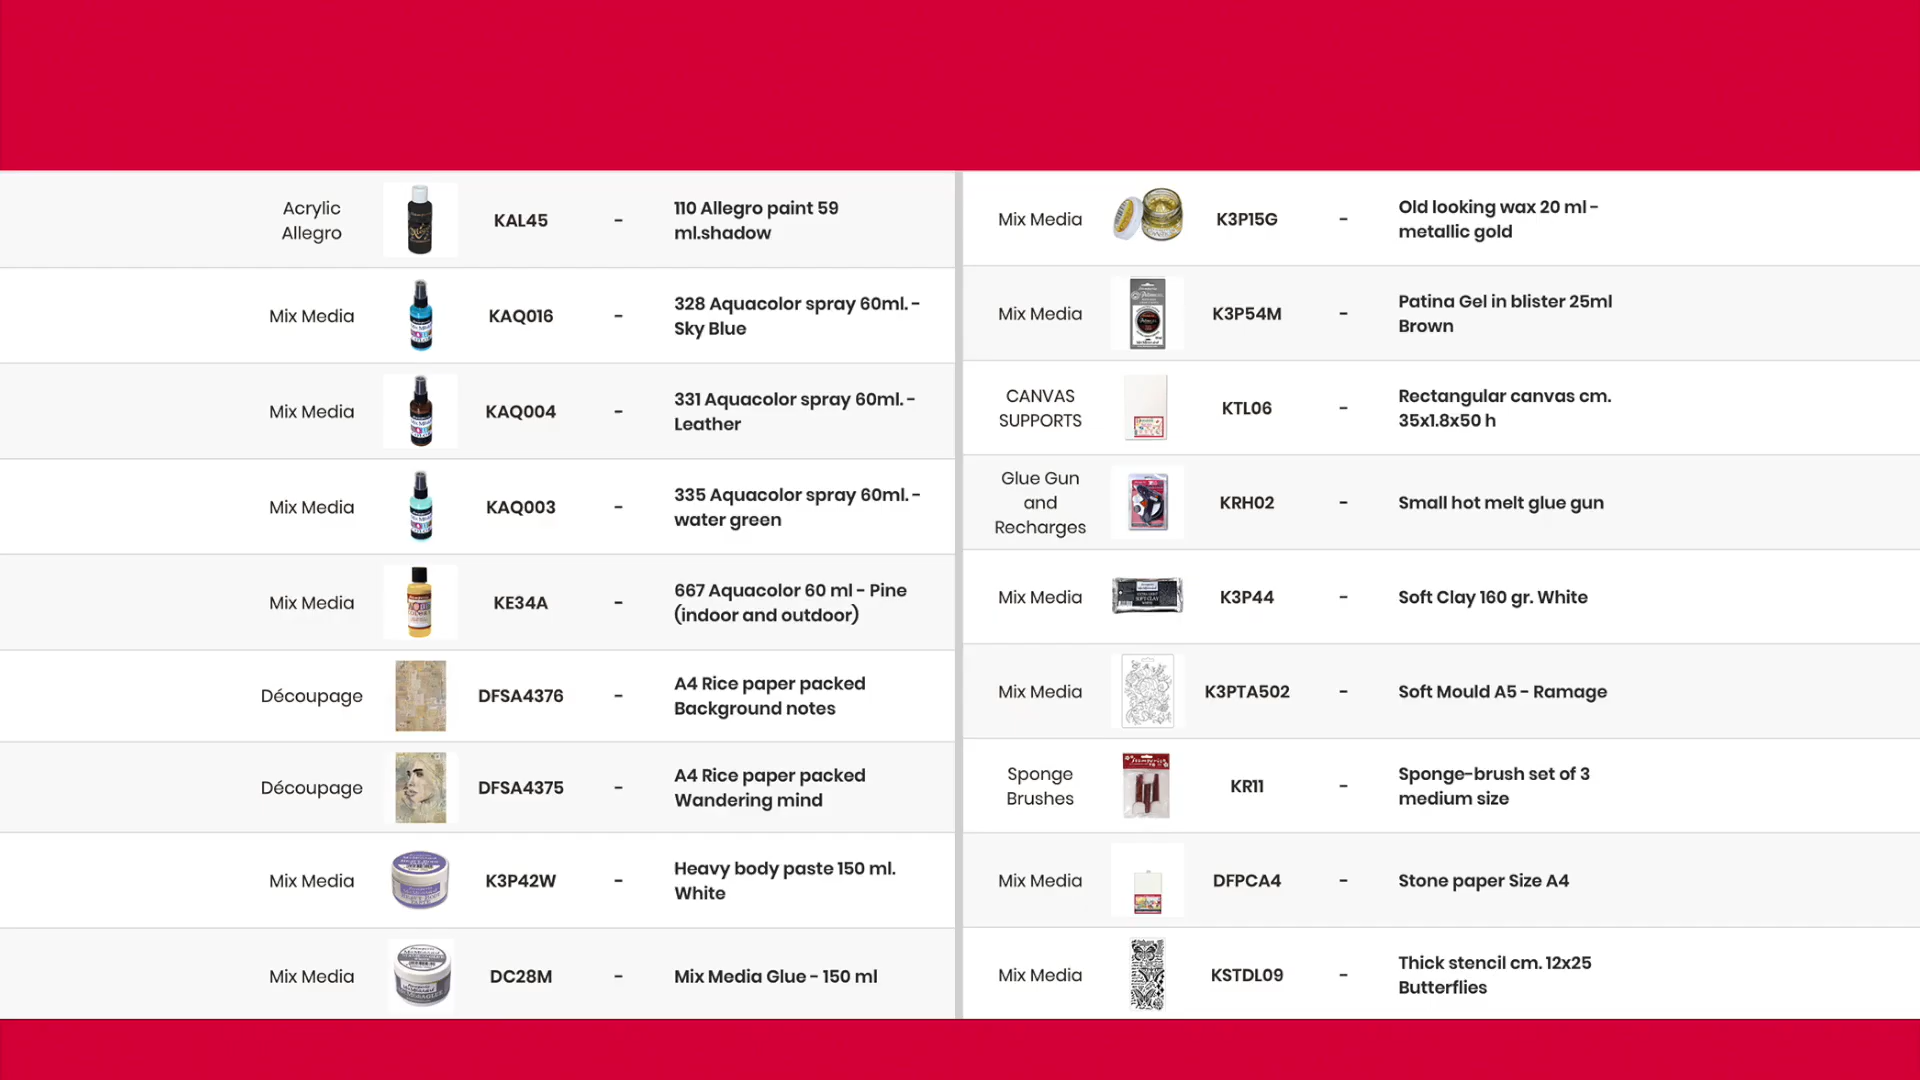 Acrylic
Allegro
KAL45
-
110 Allegro paint 59
ml.shadow
Mix Media
KAQ016
-
328 Aquacolor spray 60ml. -
Sky Blue
Mix Media
KAQ004
-
331 Aquacolor spray 60ml. -
Leather
Mix Media
KAQ003
-
335 Aquacolor spray 60ml. -
water green
Mix Media
KE34A
-
667 Aquacolor 60 ml - Pine
(indoor and outdoor)
Découpage
DFSA4376
-
A4 Rice paper packed
Background notes
Découpage
DFSA4375
-
A4 Rice paper packed
Wandering mind
Mix Media
K3P42W
-
Heavy body paste 150 ml.
White
Mix Media
DC28M
-
Mix Media Glue - 150 ml
Mix Media
K3P15G
-
Old looking wax 20 ml -
metallic gold
Mix Media
K3P54M
-
Patina Gel in blister 25ml
Brown
CANVAS
SUPPORTS
KTL06
-
Rectangular canvas cm.
35x1.8x50 h
Glue Gun
and
Recharges
KRH02
-
Small hot melt glue gun
Mix Media
K3P44
-
Soft Clay 160 gr. White
Mix Media
K3PTA502
-
Soft Mould A5 - Ramage
Sponge
Brushes
KR11
-
Sponge-brush set of 3
medium size
Mix Media
DFPCA4
-
Stone paper Size A4
Mix Media
KSTDL09
-
Thick stencil cm. 12x25
Butterflies